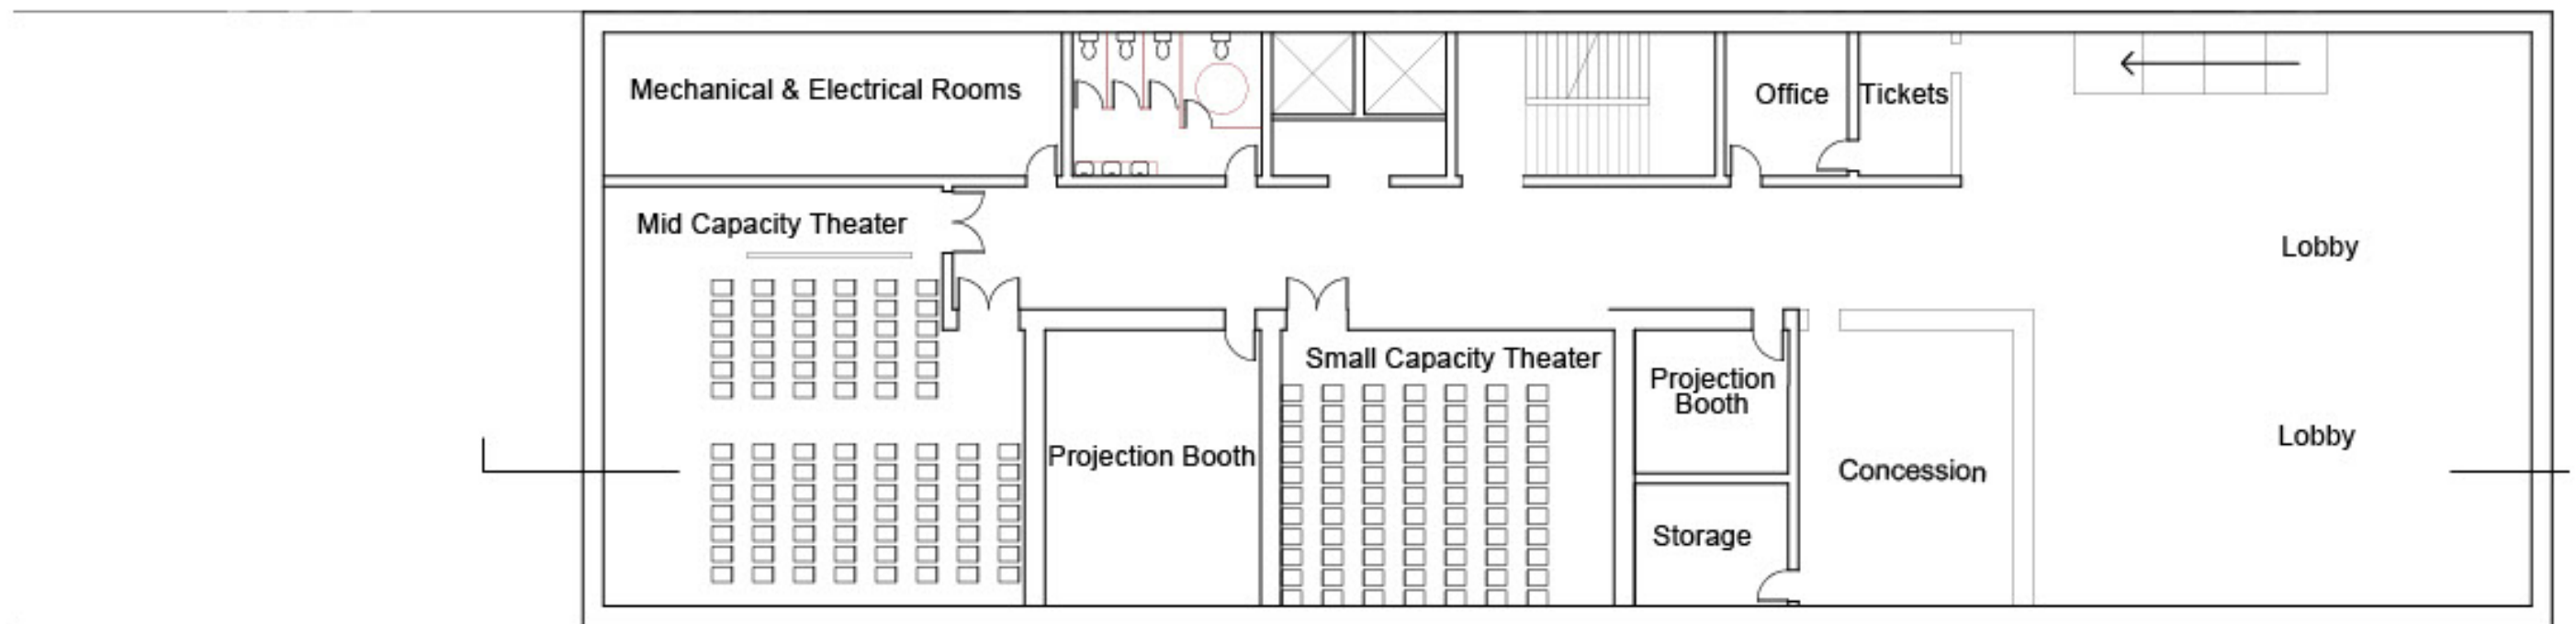 Mechanical & Electrical Rooms
Office
Tickets
Mid Capacity Theater
Lobby
Small Capacity Theater
Projection
Booth
Projection Booth
Lobby
Concession
Storage